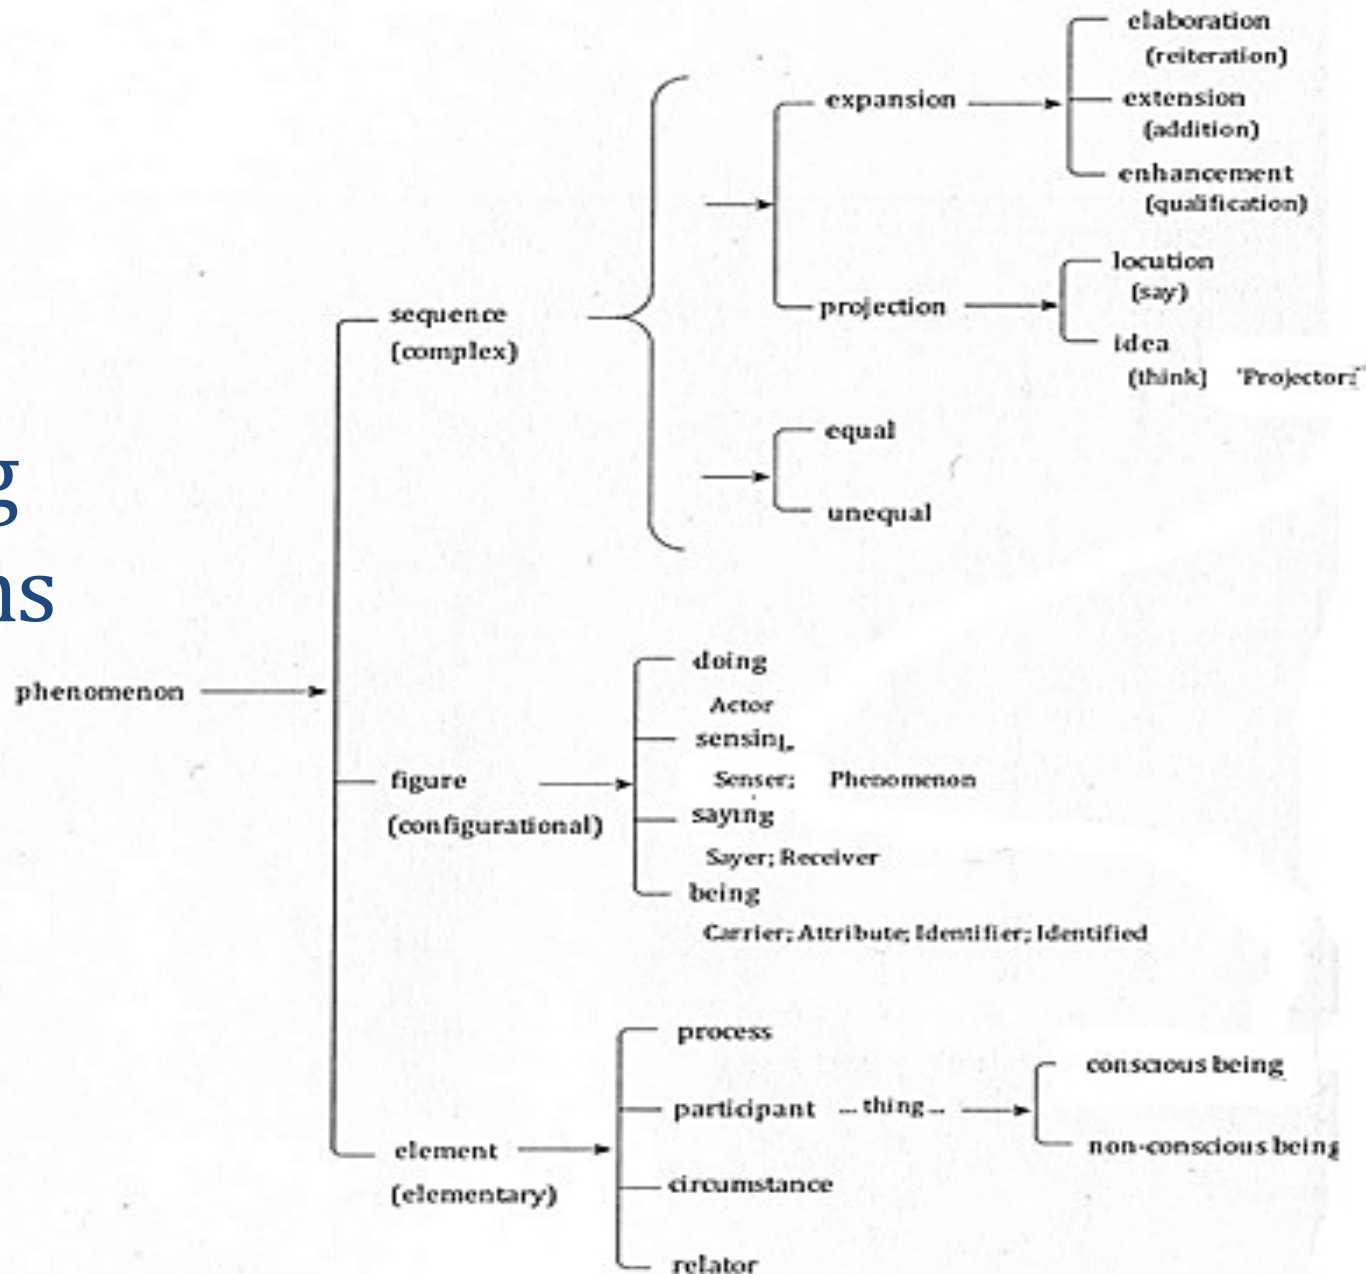 elaboration
(reiteration)
expansion
extension
(addition)
enhancement
(qualification)
locution
(say)
projection
sequence
(complex)
idea
(think) 'Projector;
equal
unequal
g
ns
phenomenon
doing
Actor
Senser; Phenomenon
figure
(configurational)
saying
Sayer; Receiver
being
Carrier; Attribute; Identifier; Identified
process
conscious being
participant -- thing --
non-conscious being
element
(elementary)
circumstance
relator